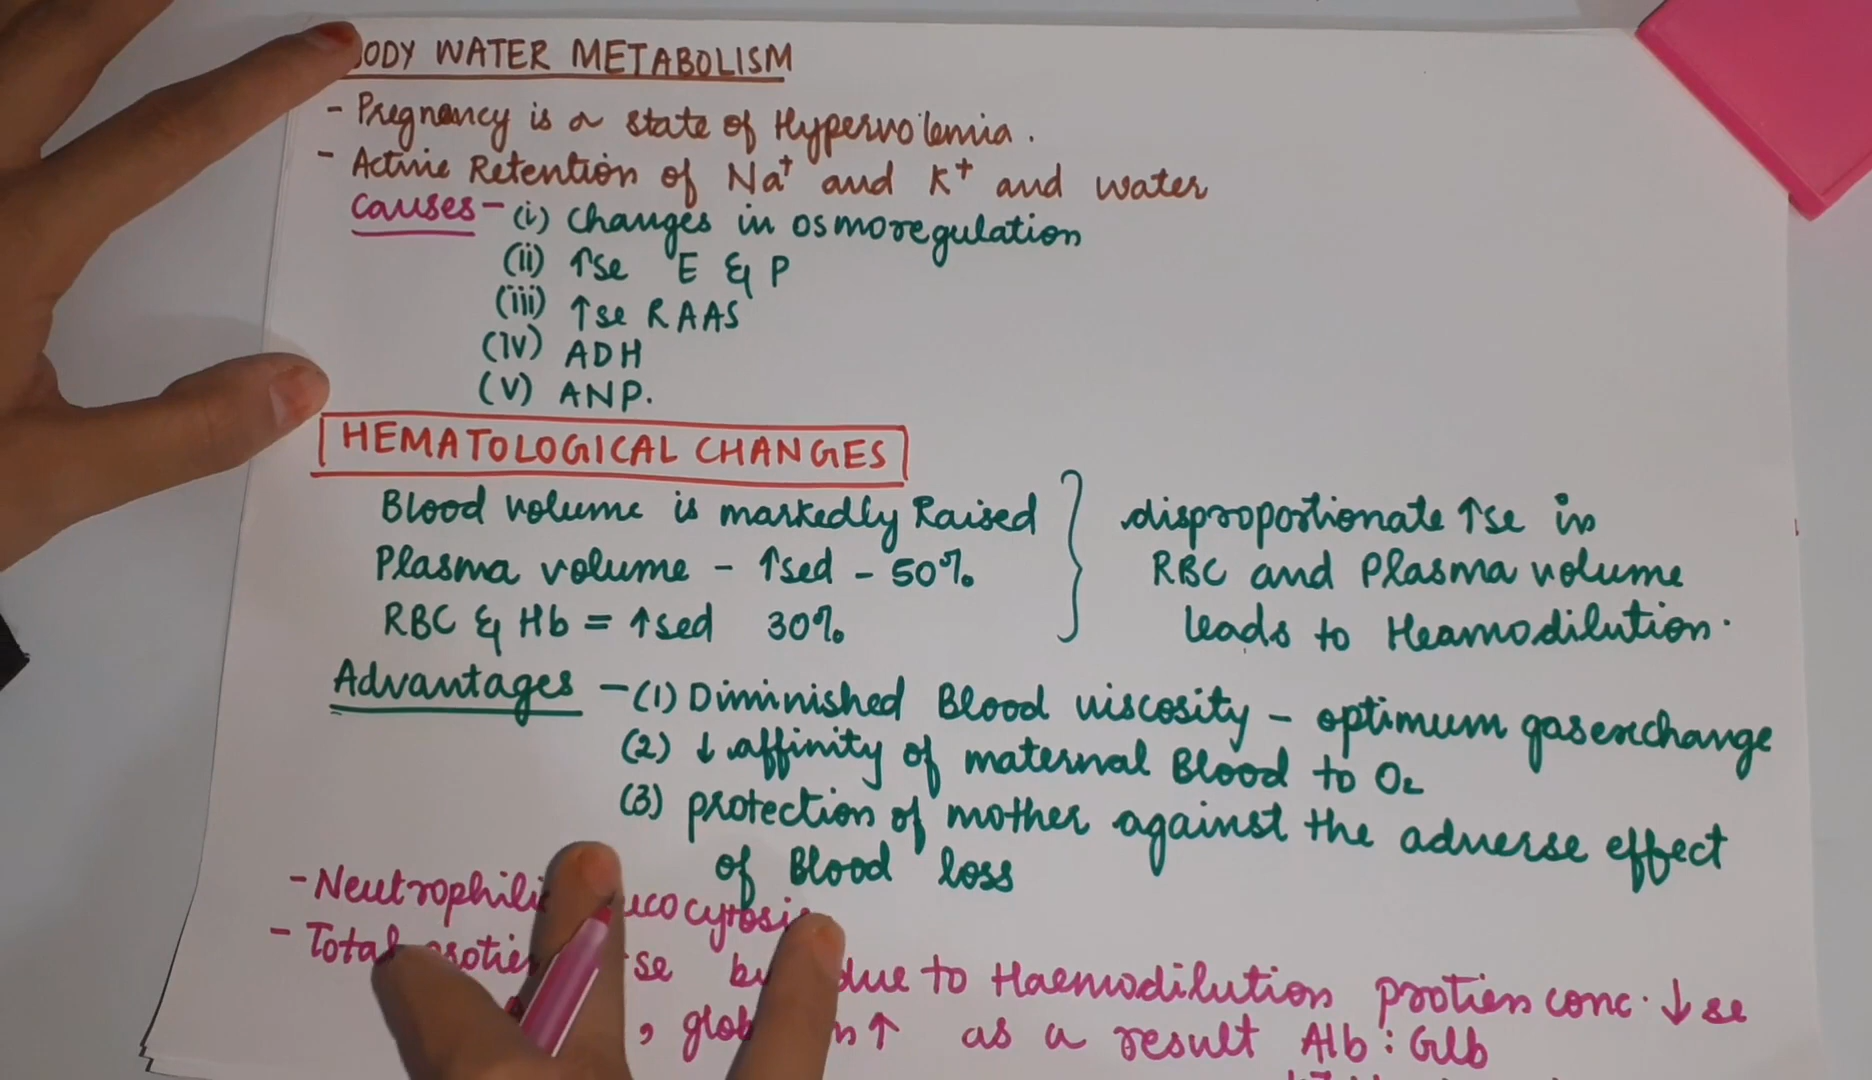 BODY WATER METABOLISM
- Pregnancy is a state of Hypervolemia.
- Active Retention of Na+ and K+ and water
Causes - (i) Changes in osmoregulation
(ii) ↑se E & P
(iii) ↑se RAAS
(iv) ADH
(v) ANP.
HEMATOLOGICAL CHANGES
Blood volume is markedly Raised
Plasma volume - ↑sed - 50%
RBC & Hb = ↑sed 30%
disproportionate ↑se in
RBC and Plasma volume
leads to Heamodilution.
Advantages - (1) Diminished Blood viscosity - optimum gasexchange
(2) ↓ affinity of maternal Blood to O2
(3) protection of mother against the adverse effect
of Blood loss
- Neutrophilic
- Total se due to Haemodilution protien conc. ↓se
, ↑ as a result Alb : Glb